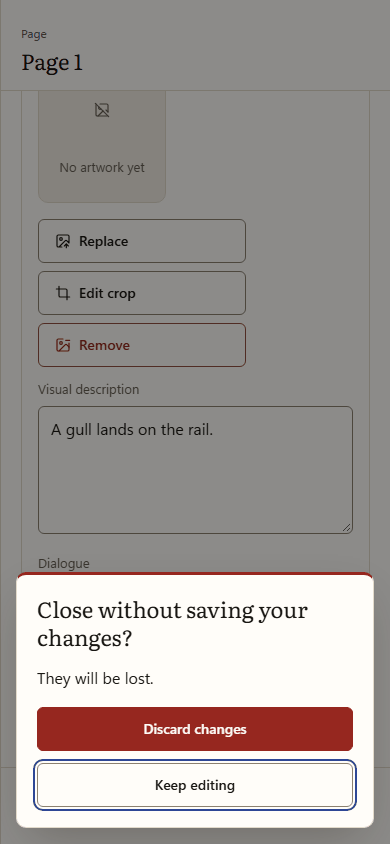 Page
Page 1
No artwork yet
Replace
Edit crop
Remove
Visual description
A gull lands on the rail.
Dialogue
Close without saving your
changes?
They will be lost.
Discard changes
Keep editing